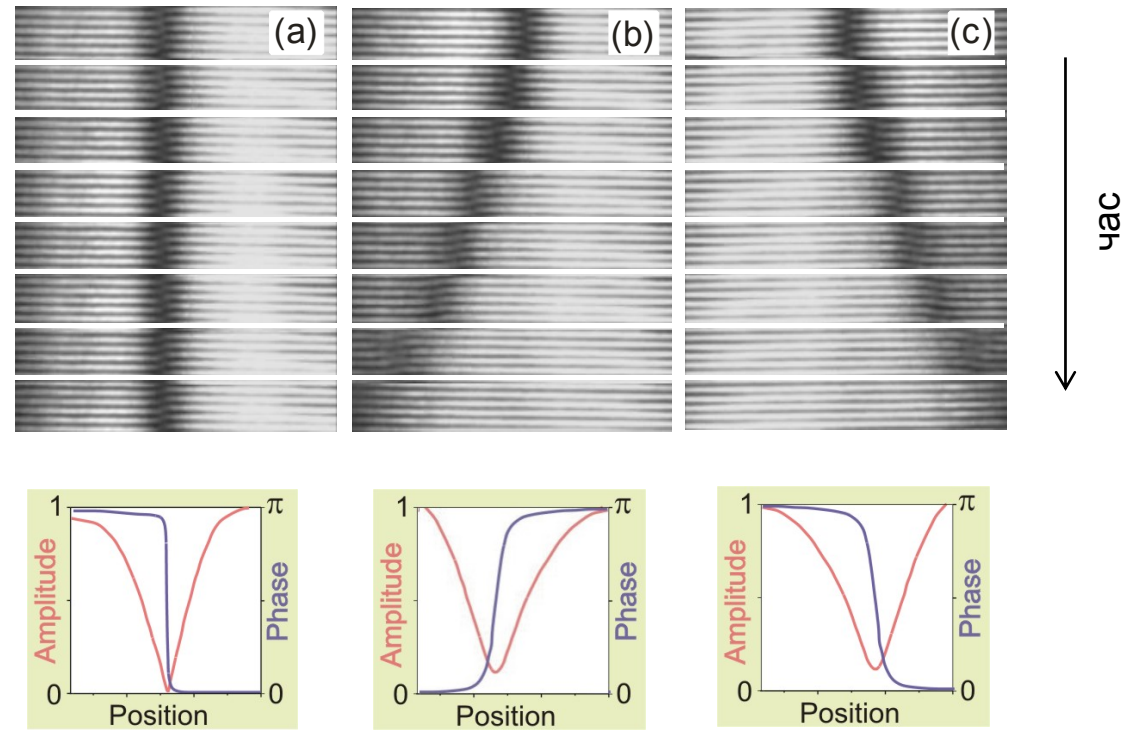 (a)
(b)
(c)
час
1
π
Amplitude
Phase
0
0
Position
1
π
Amplitude
Phase
0
0
Position
1
π
Amplitude
Phase
0
0
Position